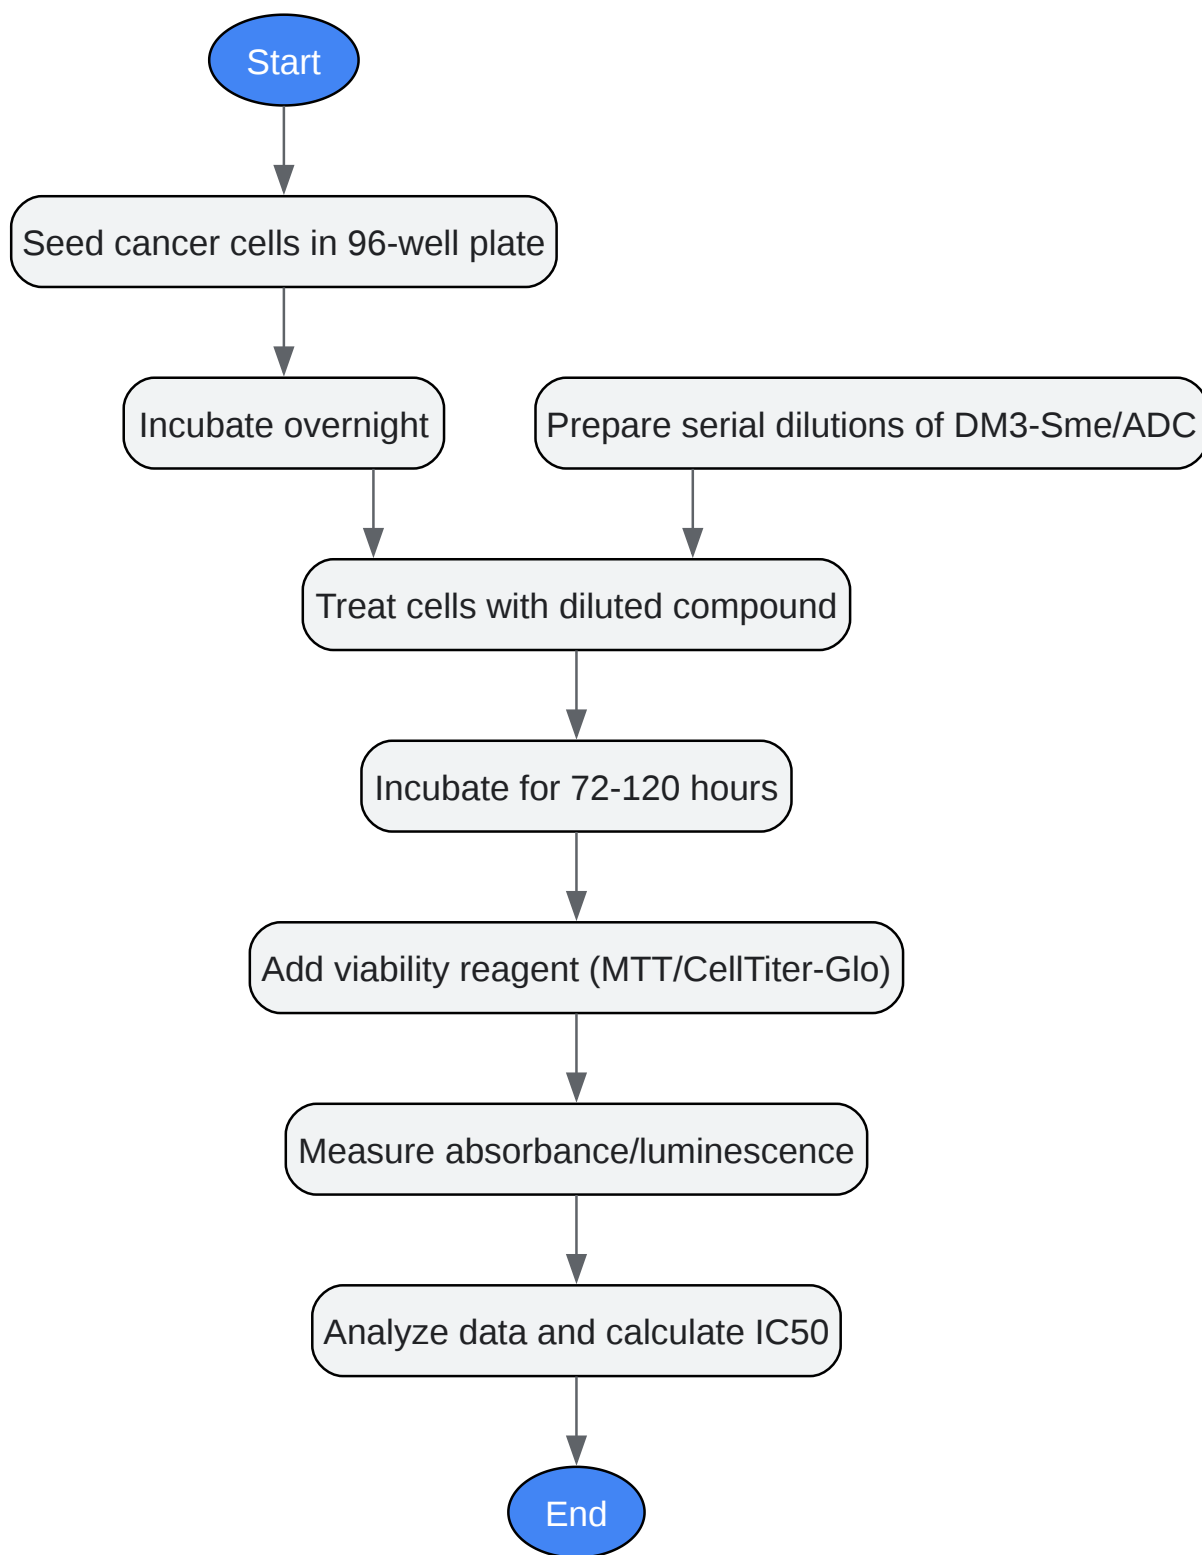 Start
Seed cancer cells in 96-well plate
Incubate overnight
Prepare serial dilutions of DM3-Sme/ADC
Treat cells with diluted compound
Incubate for 72-120 hours
Add viability reagent (MTT/CellTiter-Glo)
Measure absorbance/luminescence
Analyze data and calculate IC50
End